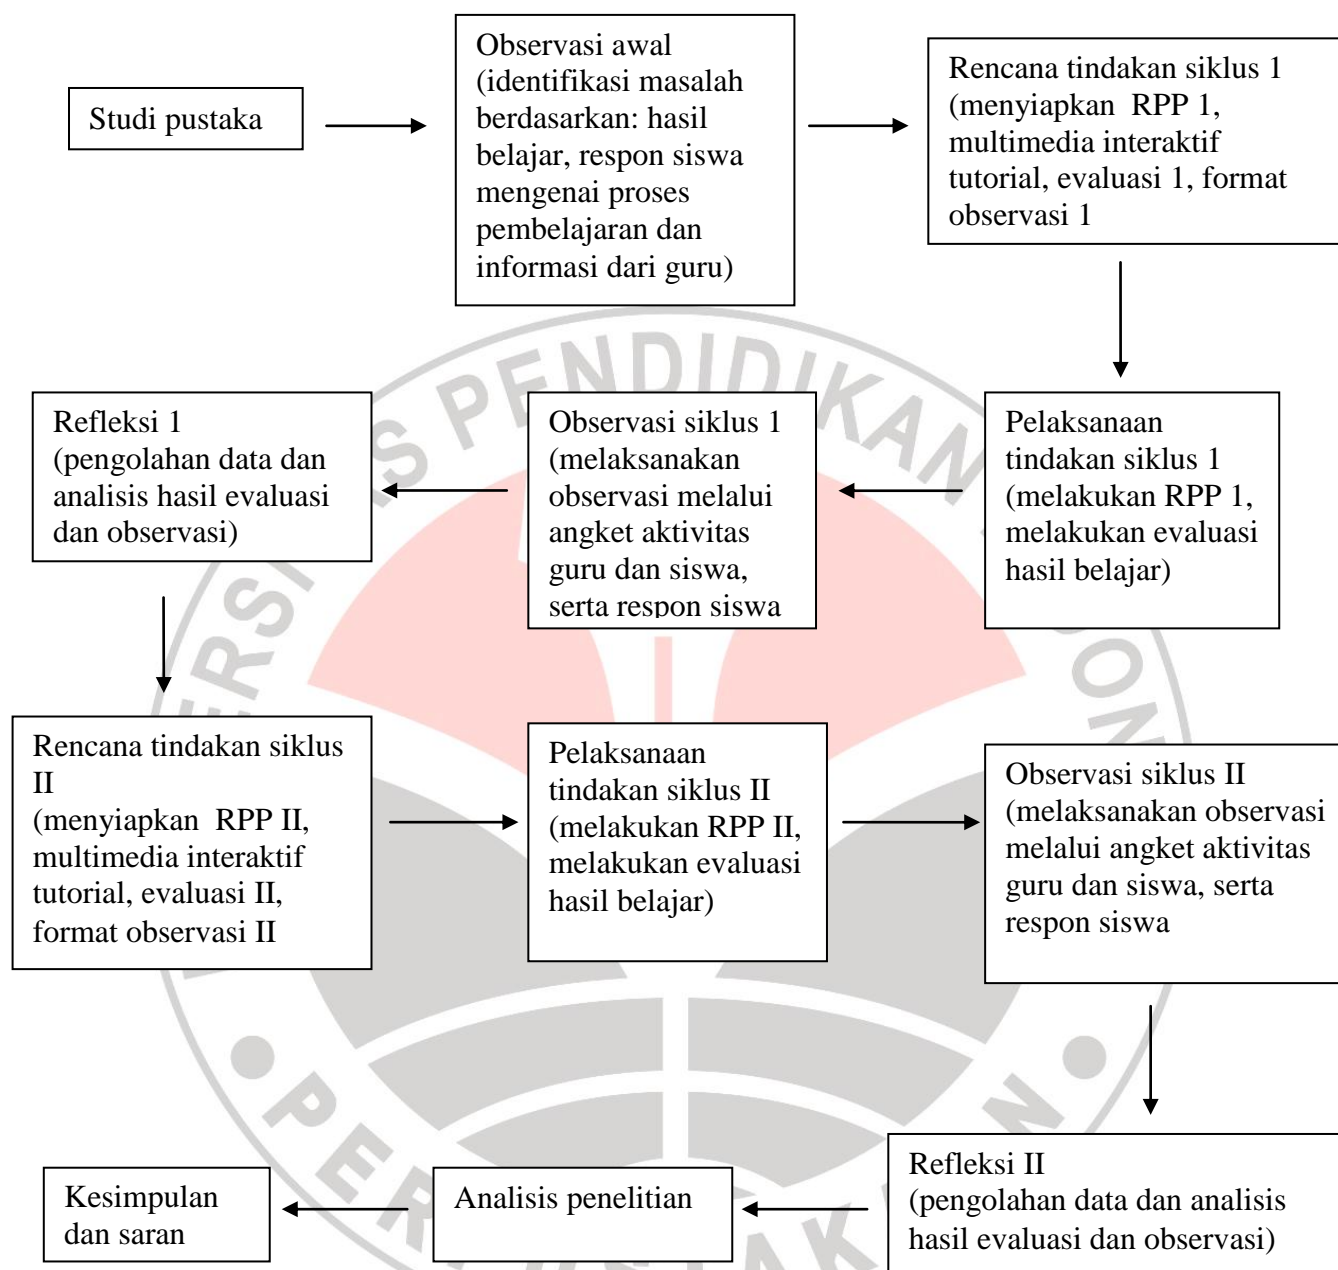 Studi pustaka
Observasi awal
(identifikasi masalah
berdasarkan: hasil
belajar, respon siswa
mengenai proses
pembelajaran dan
informasi dari guru)
Rencana tindakan siklus 1
(menyiapkan RPP 1,
multimedia interaktif
tutorial, evaluasi 1, format
observasi 1
Pelaksanaan
tindakan siklus 1
(melakukan RPP 1,
melakukan evaluasi
hasil belajar)
Observasi siklus 1
(melaksanakan
observasi melalui
angket aktivitas
guru dan siswa,
serta respon siswa
Refleksi 1
(pengolahan data dan
analisis hasil evaluasi
dan observasi)
Rencana tindakan siklus
II
(menyiapkan RPP II,
multimedia interaktif
tutorial, evaluasi II,
format observasi II
Pelaksanaan
tindakan siklus II
(melakukan RPP II,
melakukan evaluasi
hasil belajar)
Observasi siklus II
(melaksanakan observasi
melalui angket aktivitas
guru dan siswa, serta
respon siswa
Refleksi II
(pengolahan data dan analisis
hasil evaluasi dan observasi)
Analisis penelitian
Kesimpulan
dan saran
PENDIDIKAN